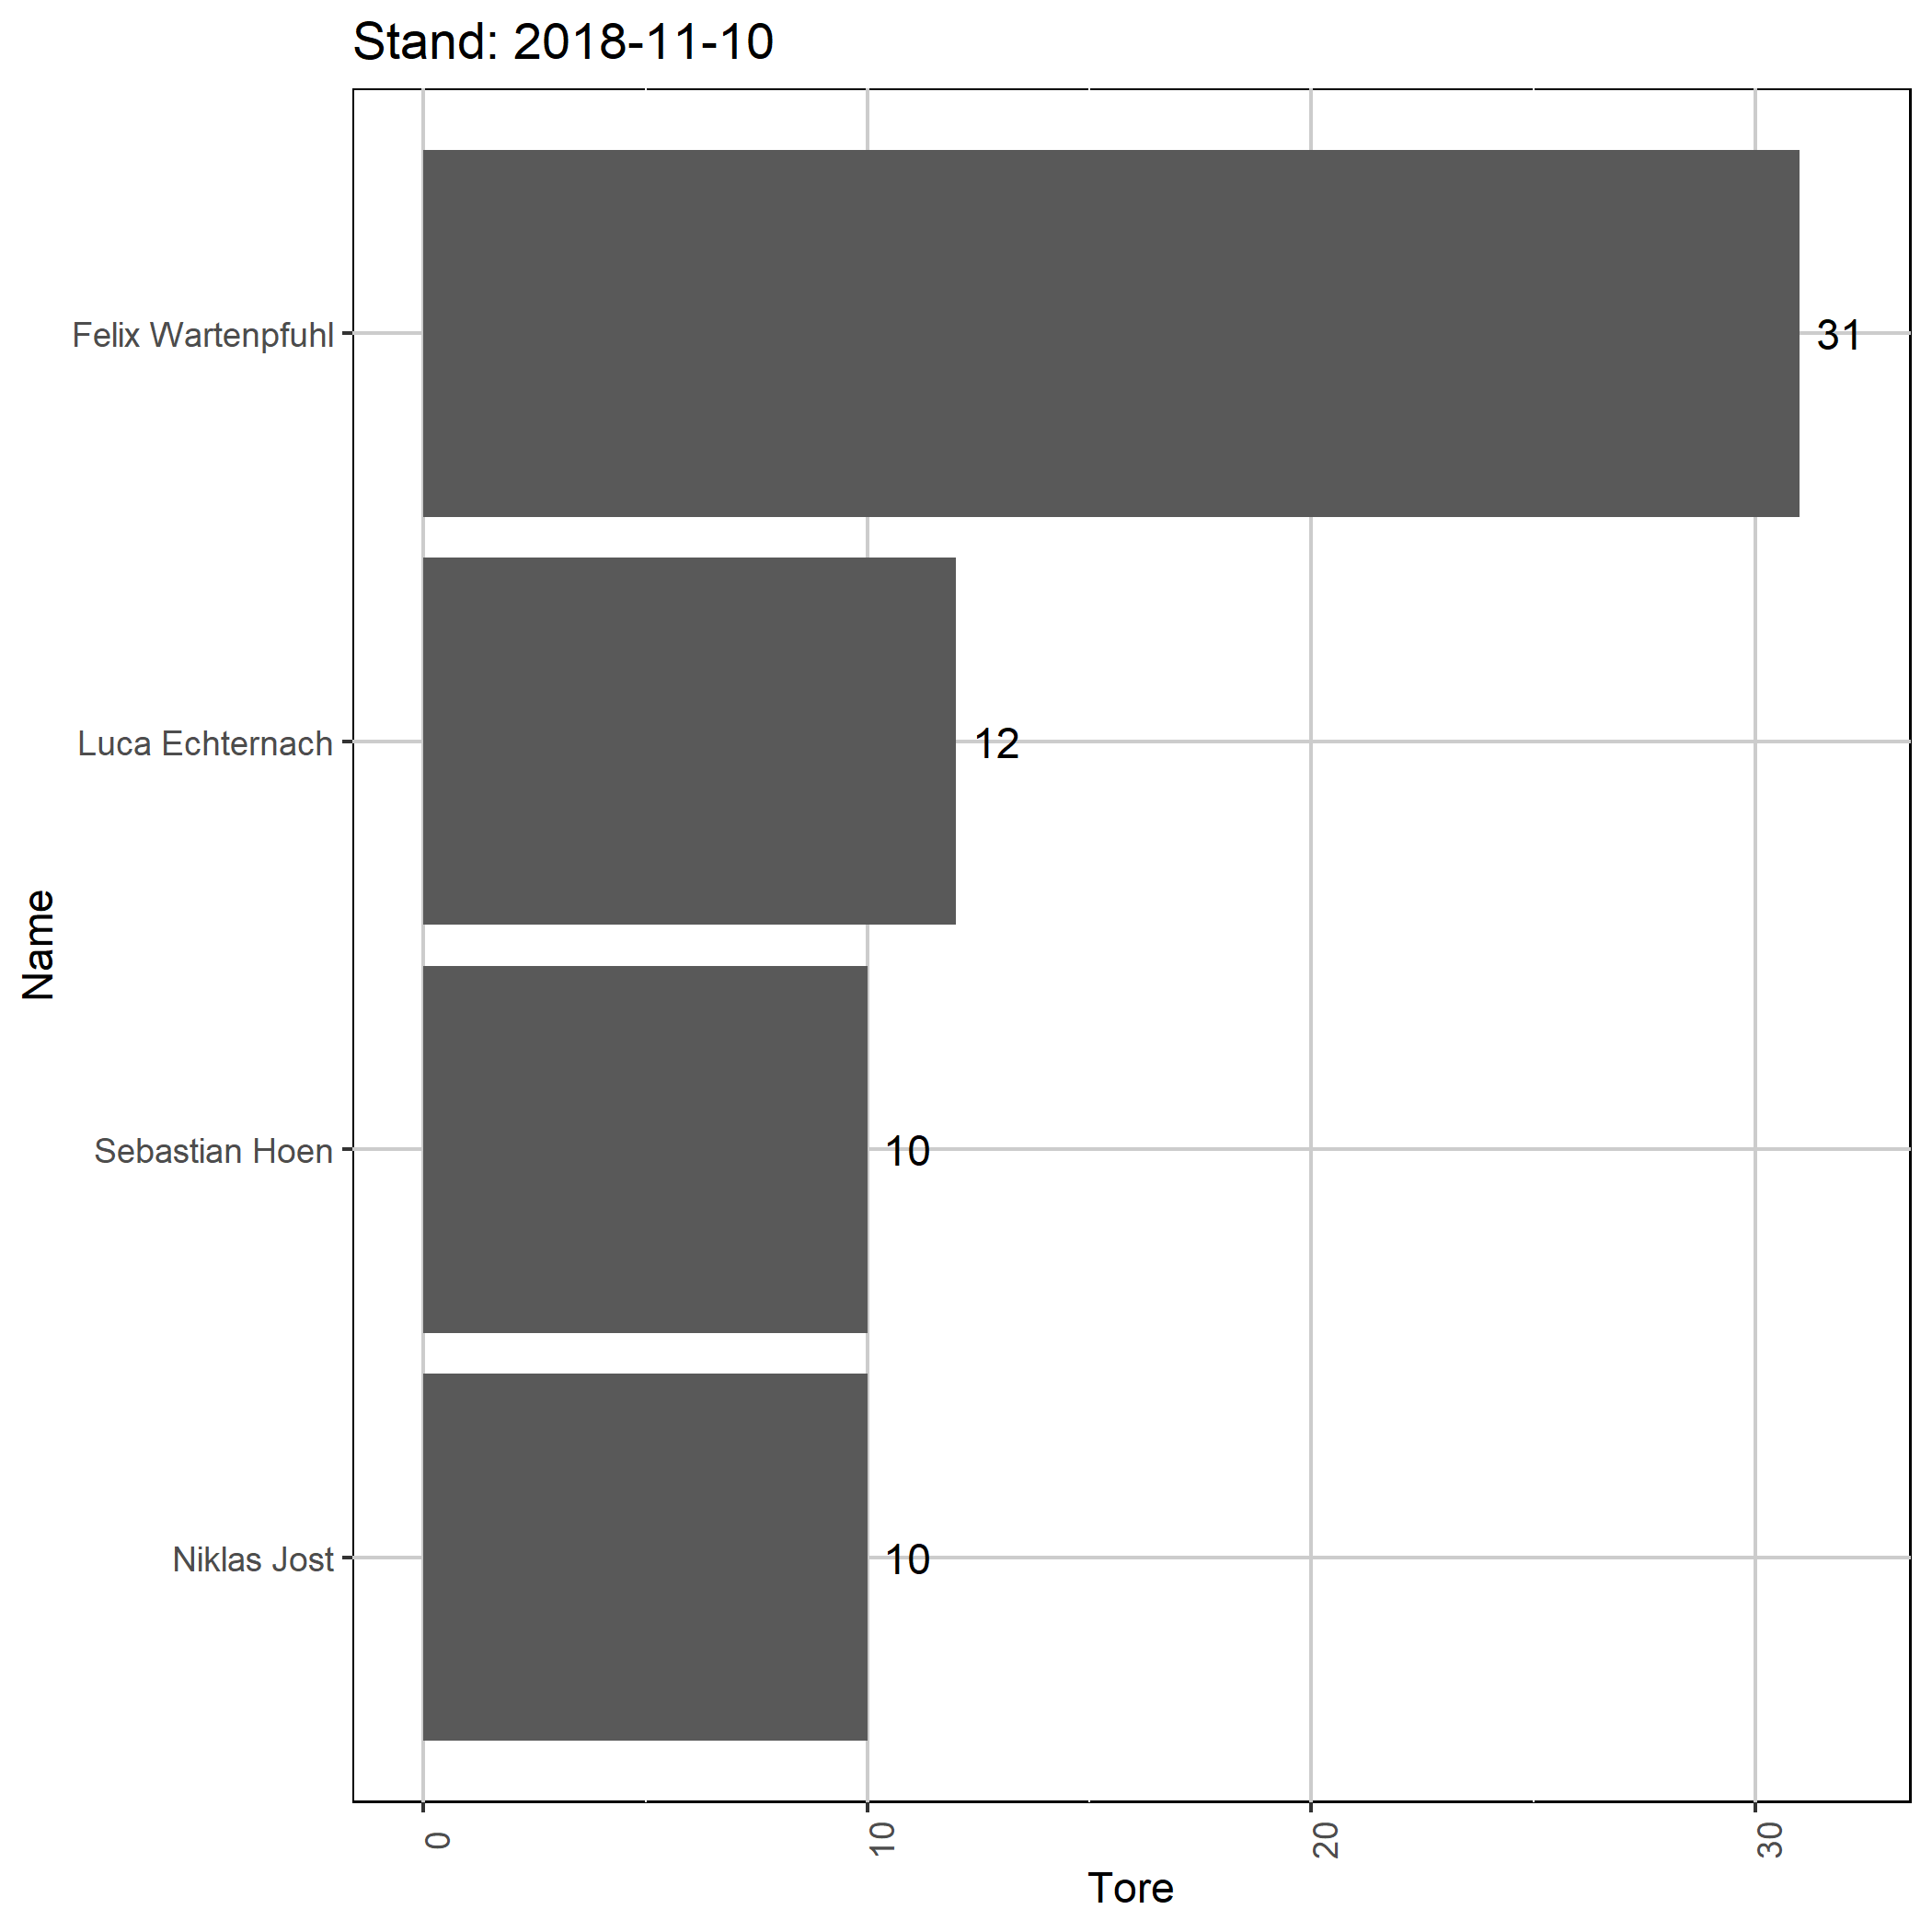 Stand: 2018-11-10
Name
Felix Wartenpfuhl
31
Luca Echternach
12
Sebastian Hoen
10
Niklas Jost
10
0
10
20
30
Tore